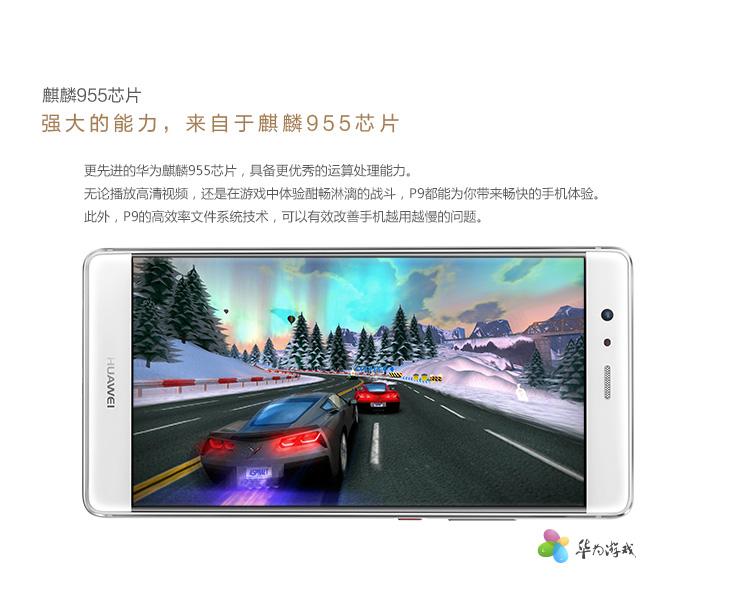 麒麟955芯片
强大的能力，来自于麒麟955芯片
更先进的华为麒麟955芯片，具备更优秀的运算处理能力。
无论播放高清视频，还是在游戏中体验酣畅淋漓的战斗，P9都能为你带来畅快的手机体验。
此外，P9的高效率文件系统技术，可以有效改善手机越用越慢的问题。
HUAWEI
ASPHALT
华为游戏